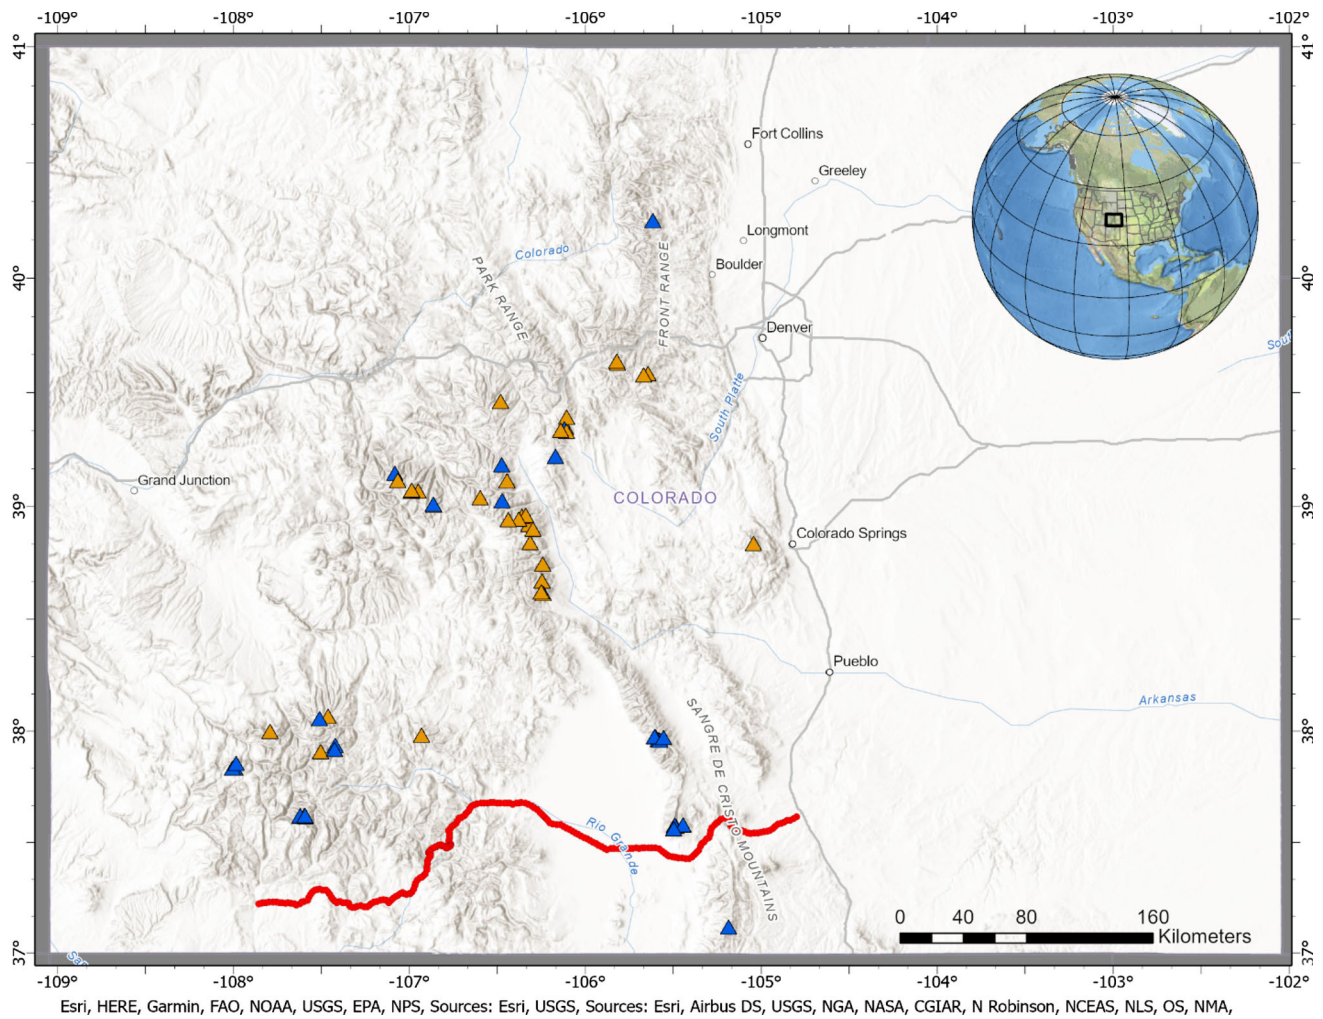 -109° -108° -107° -106° -105° -104° -103° -102°
41° 41°
Fort Collins
Greeley
Longmont
Colorado
Boulder
PARK RANGE
FRONT RANGE
40° 40°
Denver
South Platte
Grand Junction
COLORADO
39° 39°
Colorado Springs
Pueblo
Arkansas
38° 38°
SANGRE DE CRISTO MOUNTAINS
Rio Grande
0 40 80 160
Kilometers
37° 37°
-109° -108° -107° -106° -105° -104° -103° -102°
Esri, HERE, Garmin, FAO, NOAA, USGS, EPA, NPS, Sources: Esri, USGS, Sources: Esri, Airbus DS, USGS, NGA, NASA, CGIAR, N Robinson, NCEAS, NLS, OS, NMA,